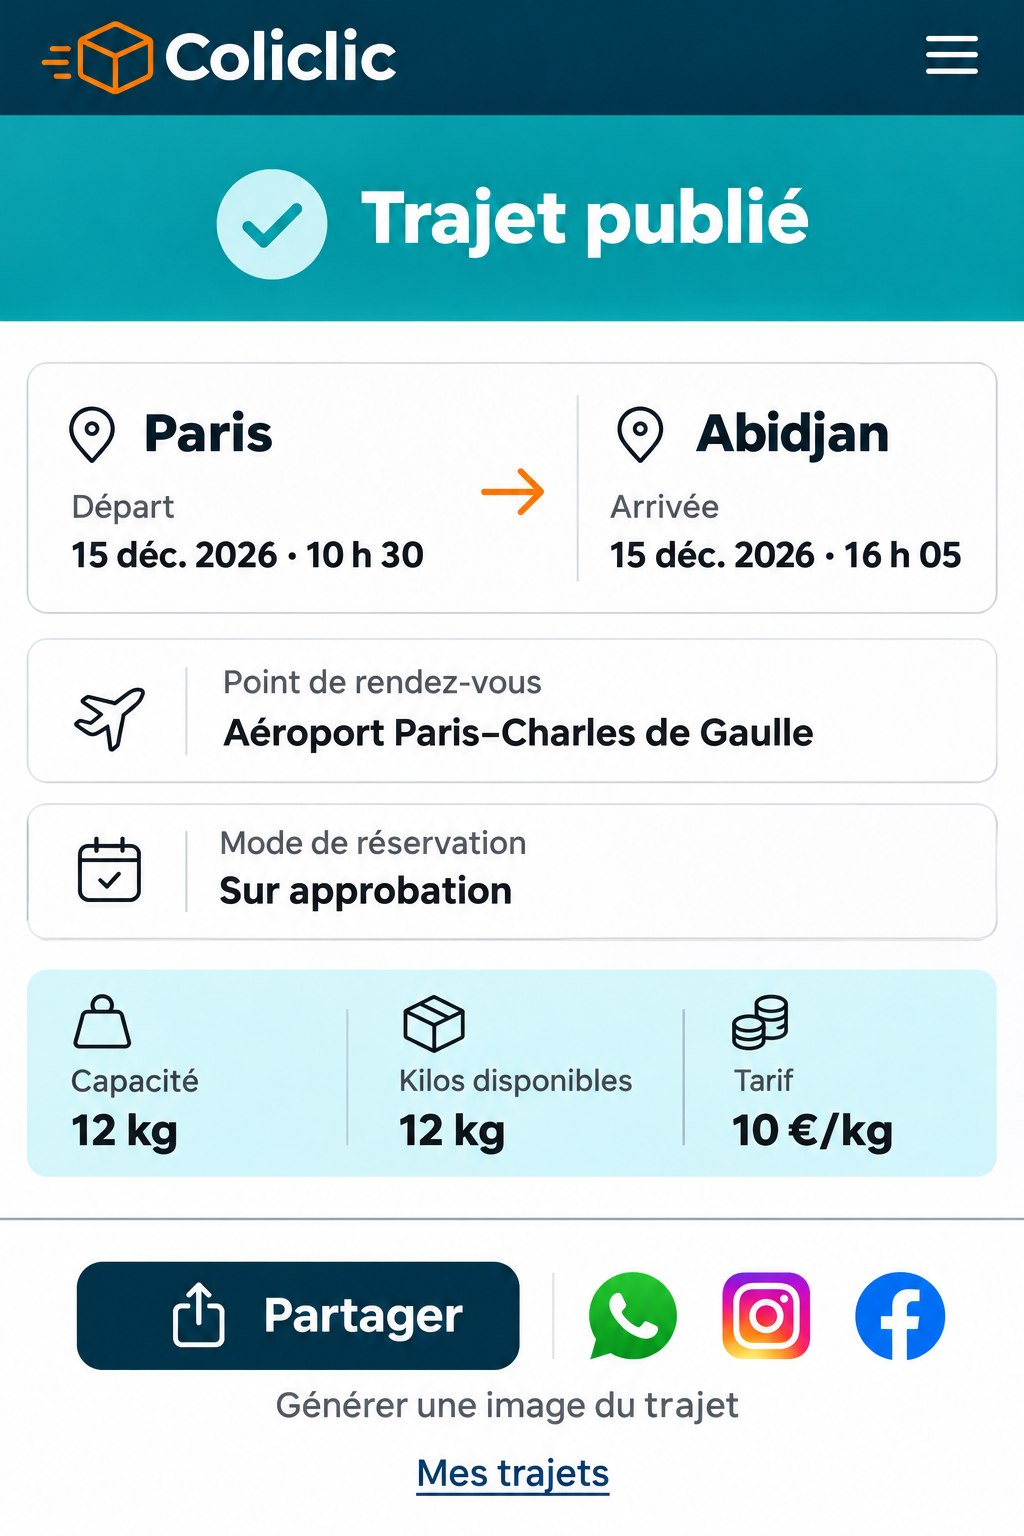 Coliclic
Trajet publié
Paris
Départ
15 déc. 2026 · 10 h 30
Abidjan
Arrivée
15 déc. 2026 · 16 h 05
Point de rendez-vous
Aéroport Paris–Charles de Gaulle
Mode de réservation
Sur approbation
Capacité
12 kg
Kilos disponibles
12 kg
Tarif
10 €/kg
Partager
Générer une image du trajet
Mes trajets